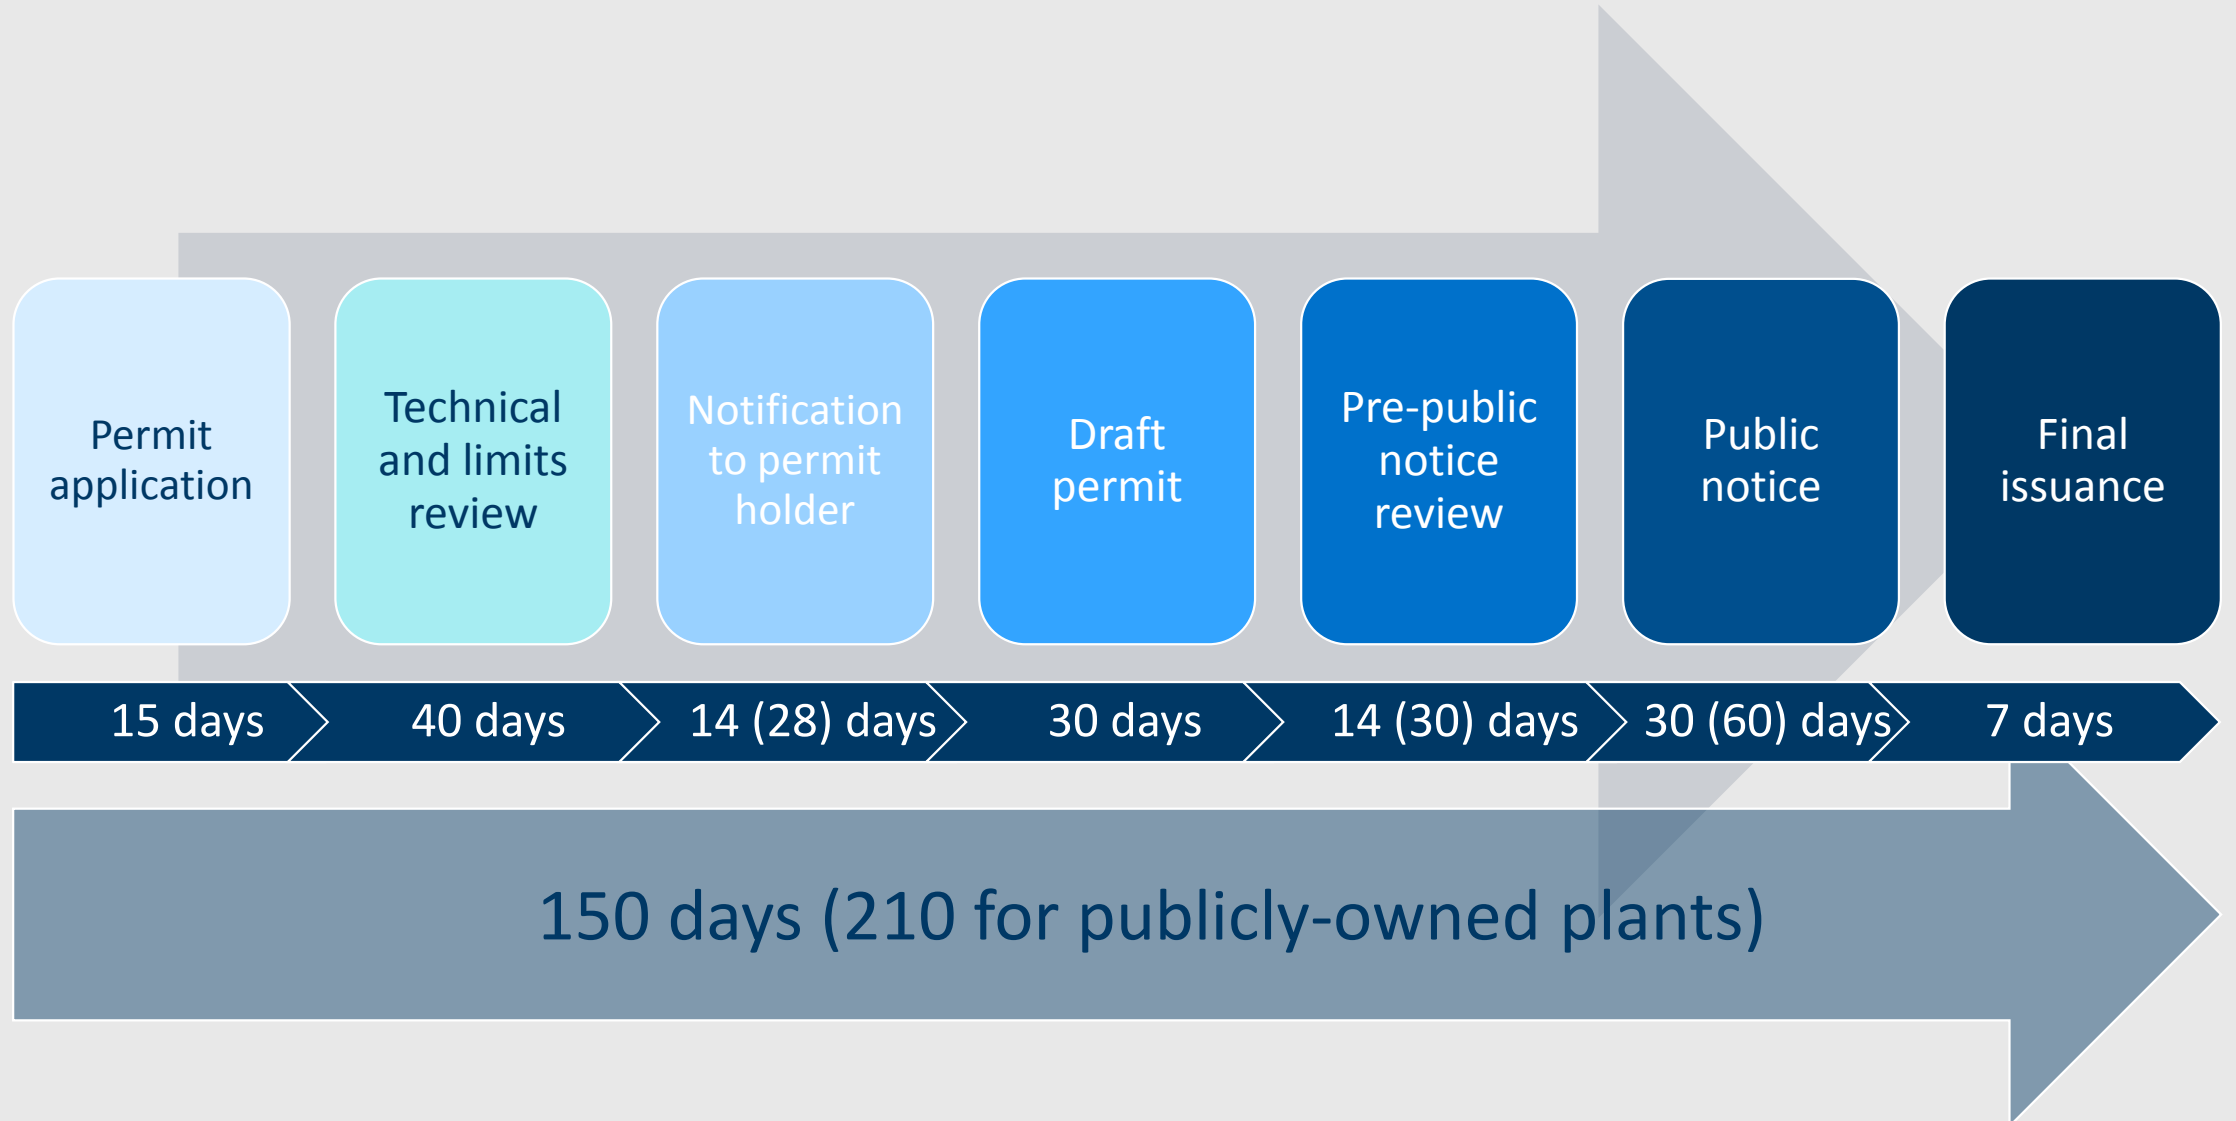 Permit
application
Technical
and limits
review
Notification
to permit
holder
Draft
permit
Pre-public
notice
review
Public
notice
Final
issuance
15 days
40 days
14 (28) days
30 days
14 (30) days
30 (60) days
7 days
150 days (210 for publicly-owned plants)